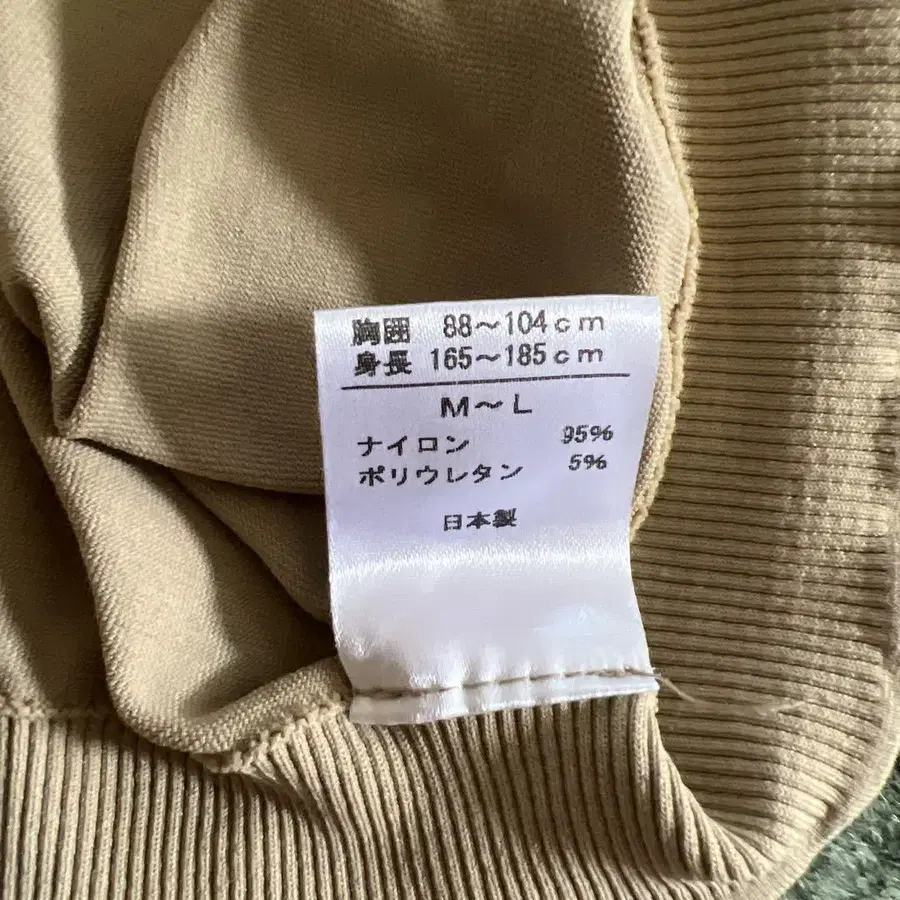 胸囲 88～104cm
身長 165～185cm
M～L
ナイロン 95%
ポリウレタン 5%
日本製